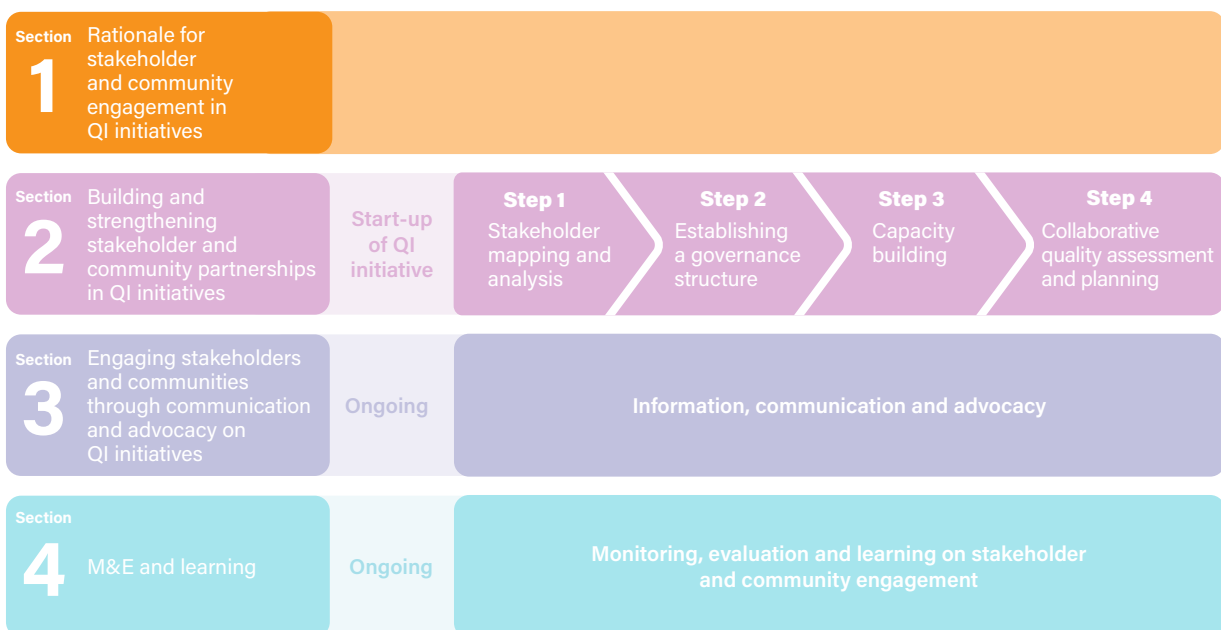 Section
1
Rationale for
stakeholder
and community
engagement in
QI initiatives
Section
2
Building and
strengthening
stakeholder and
community partnerships
in QI initiatives
Start-up
of QI
initiative
Step 1
Stakeholder
mapping and
analysis
Step 2
Establishing
a governance
structure
Step 3
Capacity
building
Step 4
Collaborative
quality assessment
and planning
Section
3
Engaging stakeholders
and communities
through communication
and advocacy on
QI initiatives
Ongoing
Information, communication and advocacy
Section
4
M&E and learning
Ongoing
Monitoring, evaluation and learning on stakeholder
and community engagement